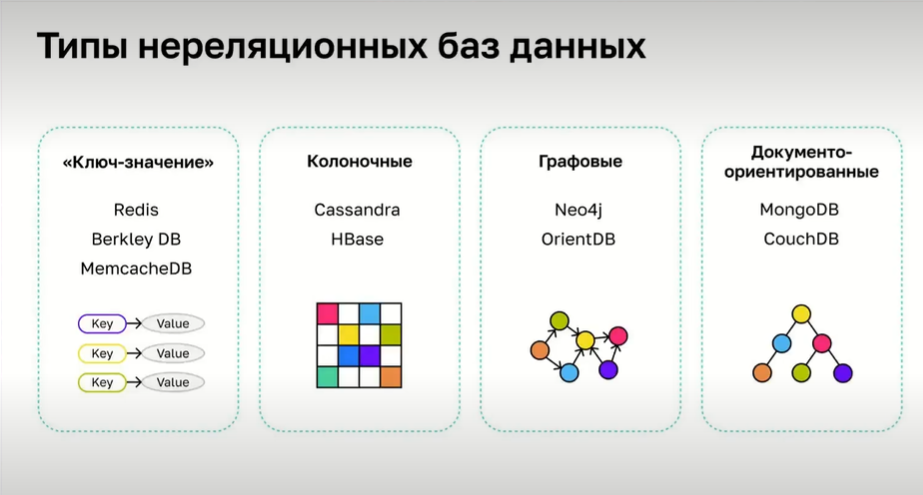 Типы нереляционных баз данных
«Ключ-значение»
Redis
Berkley DB
MemcacheDB
Key
Value
Key
Value
Key
Value
Колоночные
Cassandra
HBase
Графовые
Neo4j
OrientDB
Документо-
ориентированные
MongoDB
CouchDB